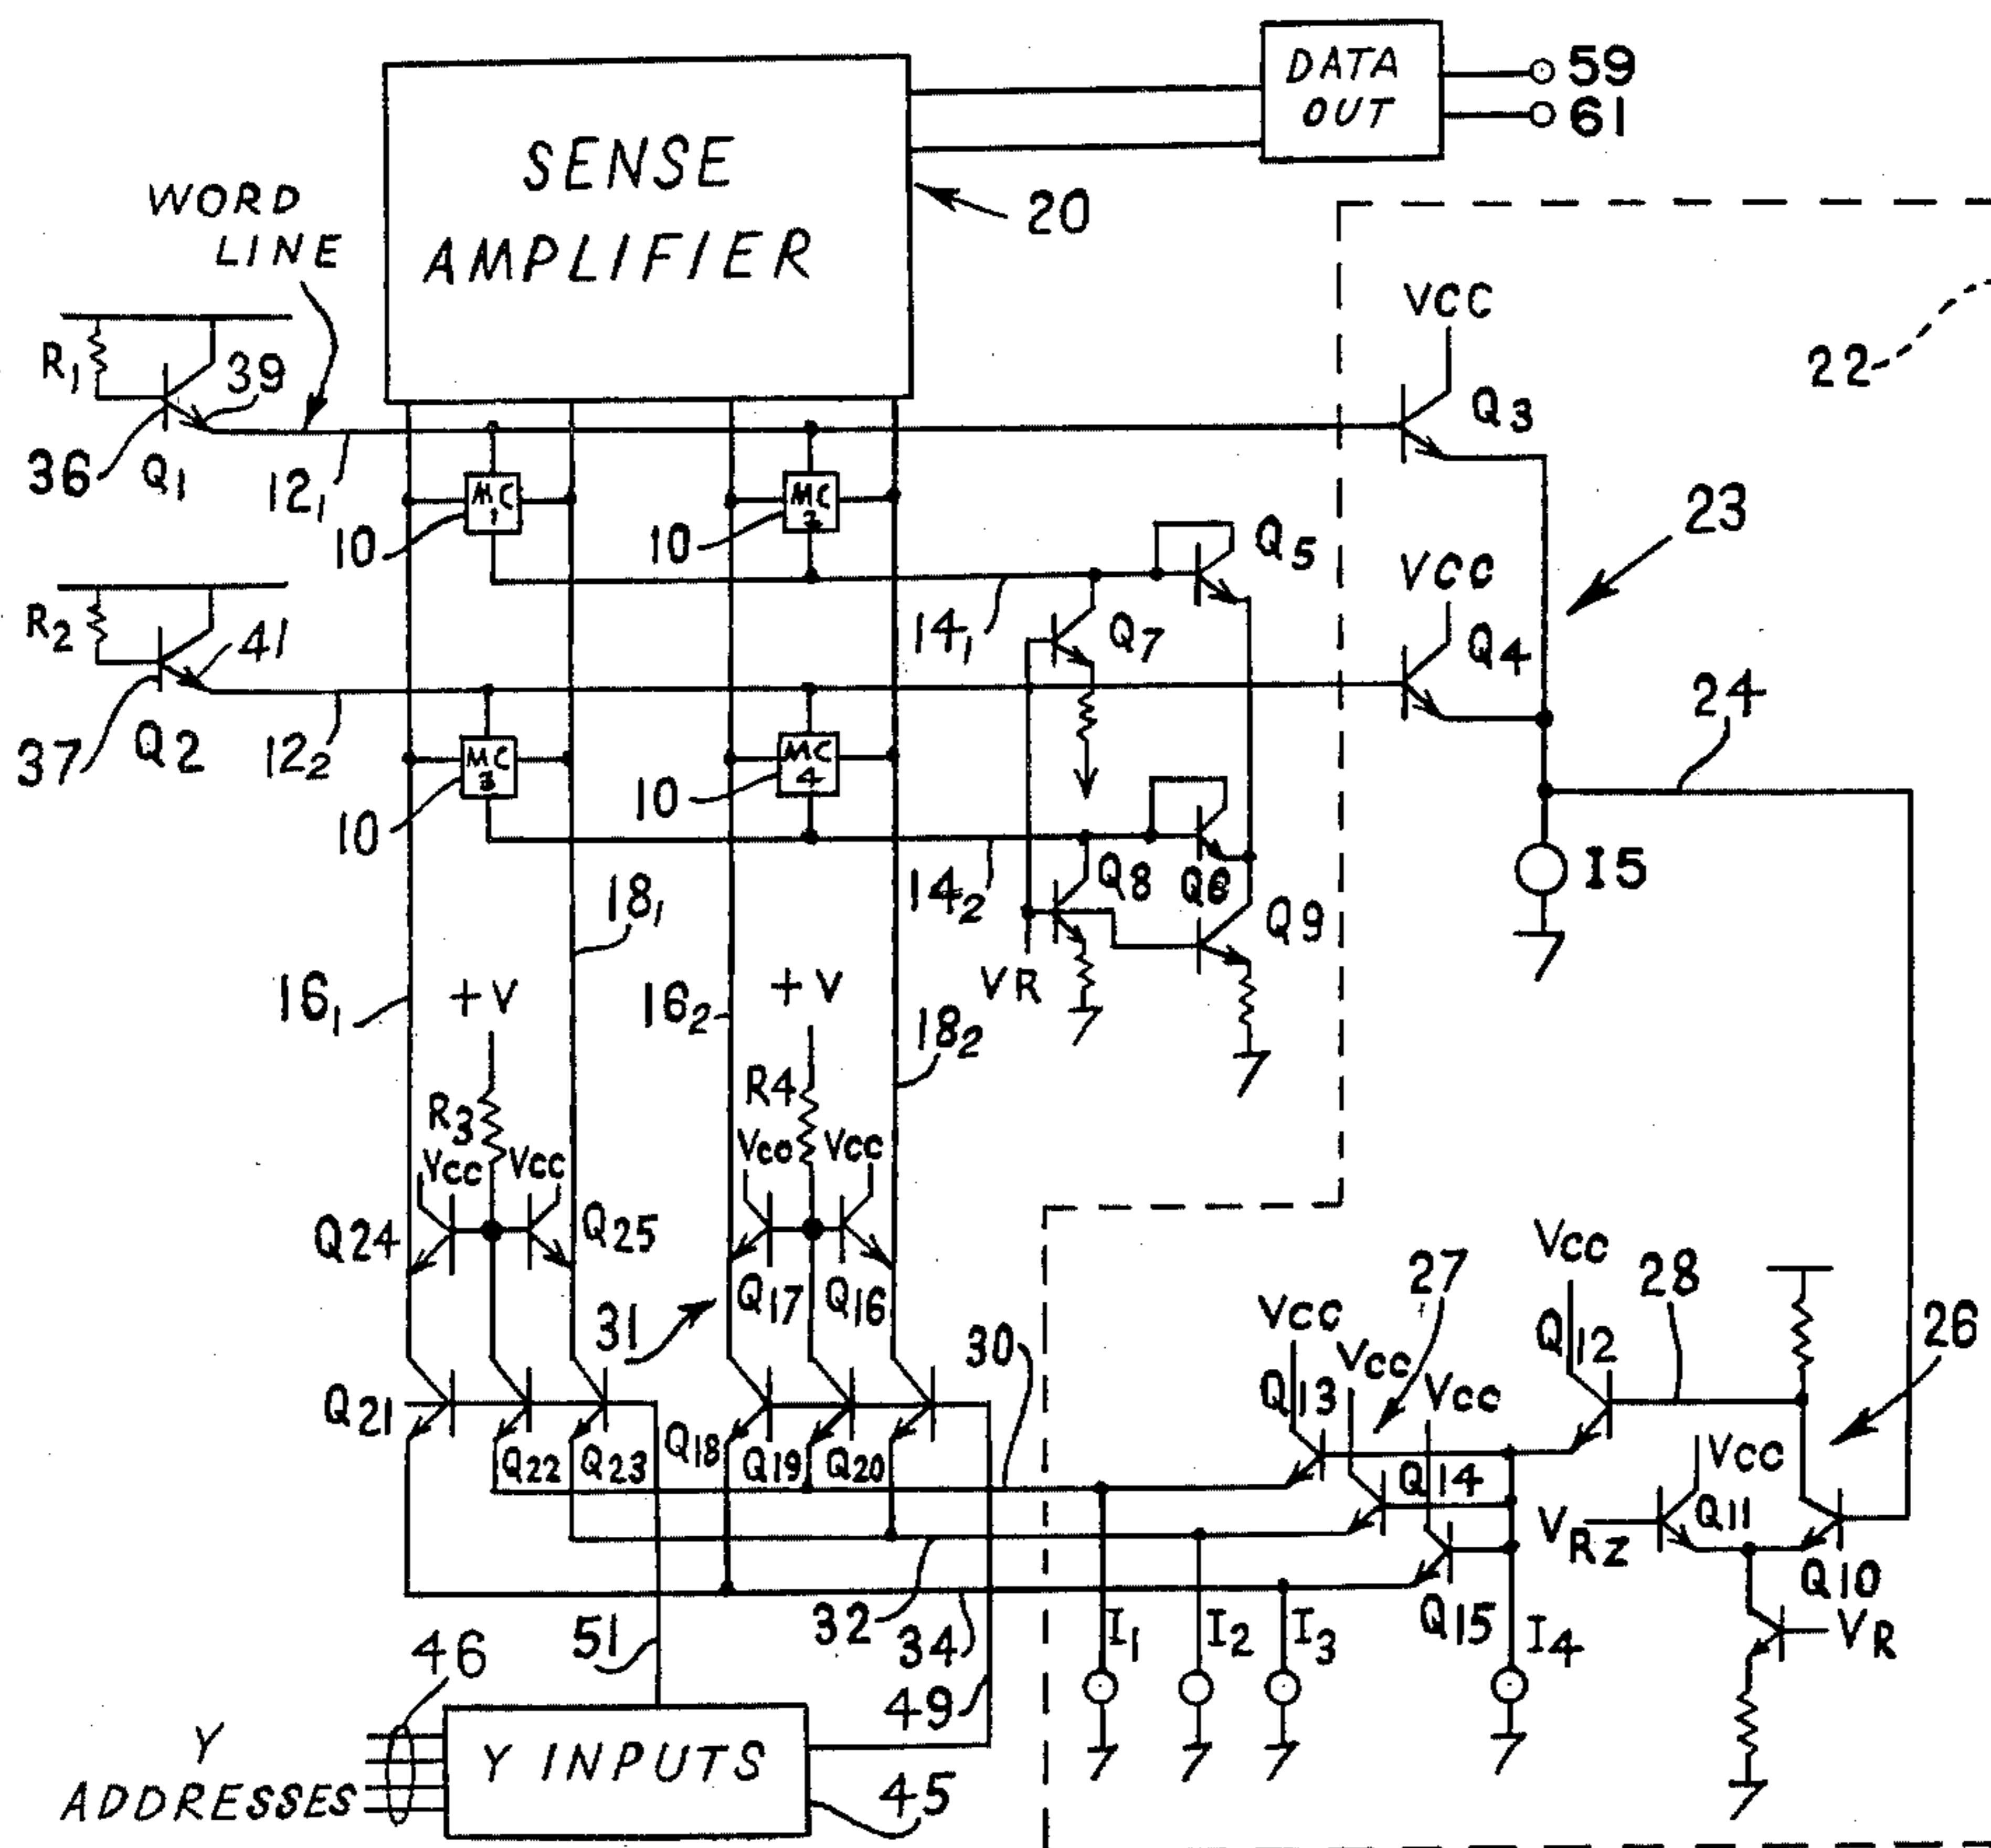 DATA
OUT
59
61
SENSE
AMPLIFIER
20
WORD
LINE
VCC
22
R1
39
Q3
36
Q1
12₁
MC
1
MC
2
23
10
10
Q5
VCC
R2
41
14₁
Q7
Q4
24
37
Q2
12₂
MC
3
MC
4
10
10
I5
14₂
Q8
Q6
Q9
18₁
16₁
+V
16₂
+V
VR
18₂
R3
R4
VCC
VCC
VCC
VCC
Q24
Q25
Q17
Q16
31
VCC
28
27
VCC
Q12
26
30
VCC
VCC
Q13
Q21
Q22
Q23
Q18
Q19
Q20
Q14
VCC
Q11
VRZ
Q10
32
34
Q15
VR
51
I1
I2
I3
I4
46
49
Y
ADDRESSES
Y INPUTS
45